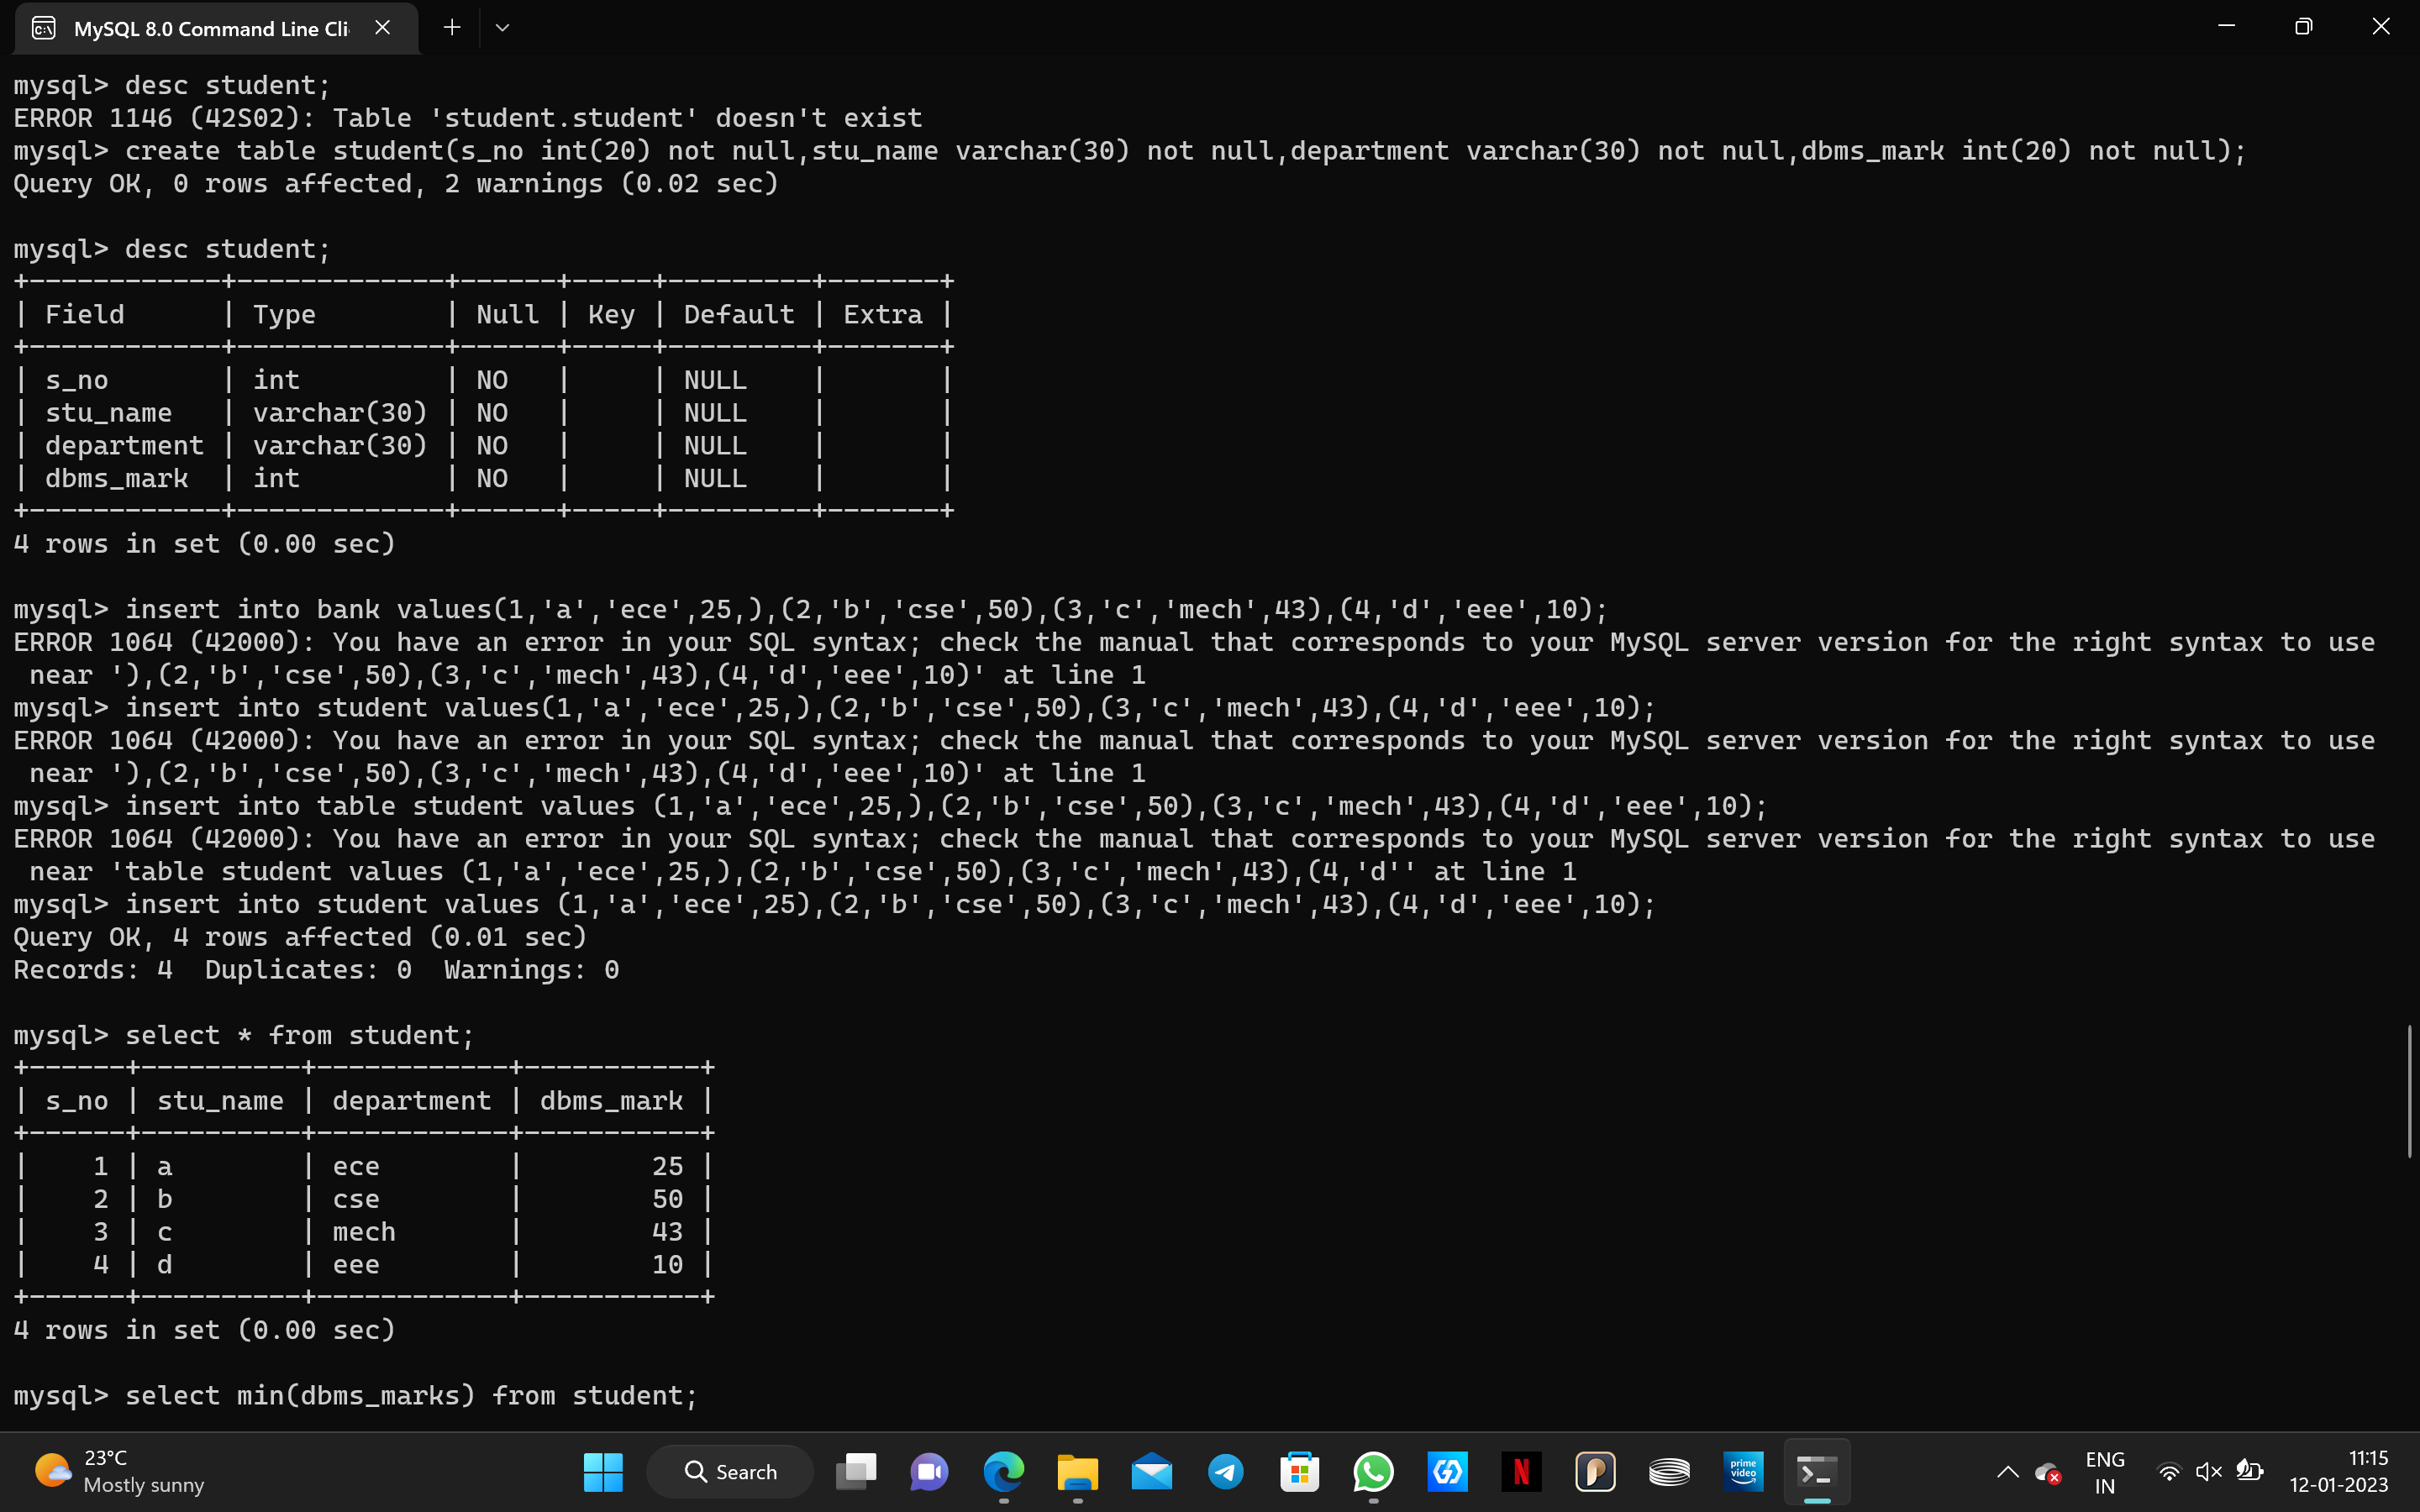 MySQL 8.0 Command Line Cli
mysql> desc student;
ERROR 1146 (42S02): Table 'student.student' doesn't exist
mysql> create table student(s_no int(20) not null,stu_name varchar(30) not null,department varchar(30) not null,dbms_mark int(20) not null);
Query OK, 0 rows affected, 2 warnings (0.02 sec)
mysql> desc student;
+------------+-------------+------+-----+---------+-------+
| Field      | Type        | Null | Key | Default | Extra |
+------------+-------------+------+-----+---------+-------+
| s_no       | int         | NO   |     | NULL    |       |
| stu_name   | varchar(30) | NO   |     | NULL    |       |
| department | varchar(30) | NO   |     | NULL    |       |
| dbms_mark  | int         | NO   |     | NULL    |       |
+------------+-------------+------+-----+---------+-------+
4 rows in set (0.00 sec)
mysql> insert into bank values(1,'a','ece',25,),(2,'b','cse',50),(3,'c','mech',43),(4,'d','eee',10);
ERROR 1064 (42000): You have an error in your SQL syntax; check the manual that corresponds to your MySQL server version for the right syntax to use
 near '),(2,'b','cse',50),(3,'c','mech',43),(4,'d','eee',10)' at line 1
mysql> insert into student values(1,'a','ece',25,),(2,'b','cse',50),(3,'c','mech',43),(4,'d','eee',10);
ERROR 1064 (42000): You have an error in your SQL syntax; check the manual that corresponds to your MySQL server version for the right syntax to use
 near '),(2,'b','cse',50),(3,'c','mech',43),(4,'d','eee',10)' at line 1
mysql> insert into table student values (1,'a','ece',25,),(2,'b','cse',50),(3,'c','mech',43),(4,'d','eee',10);
ERROR 1064 (42000): You have an error in your SQL syntax; check the manual that corresponds to your MySQL server version for the right syntax to use
 near 'table student values (1,'a','ece',25,),(2,'b','cse',50),(3,'c','mech',43),(4,'d'' at line 1
mysql> insert into student values (1,'a','ece',25),(2,'b','cse',50),(3,'c','mech',43),(4,'d','eee',10);
Query OK, 4 rows affected (0.01 sec)
Records: 4  Duplicates: 0  Warnings: 0
mysql> select * from student;
+------+----------+------------+-----------+
| s_no | stu_name | department | dbms_mark |
+------+----------+------------+-----------+
|    1 | a        | ece        |        25 |
|    2 | b        | cse        |        50 |
|    3 | c        | mech       |        43 |
|    4 | d        | eee        |        10 |
+------+----------+------------+-----------+
4 rows in set (0.00 sec)
mysql> select min(dbms_marks) from student;
23°C
Mostly sunny
Search
prime video
ENG
IN
11:15
12-01-2023